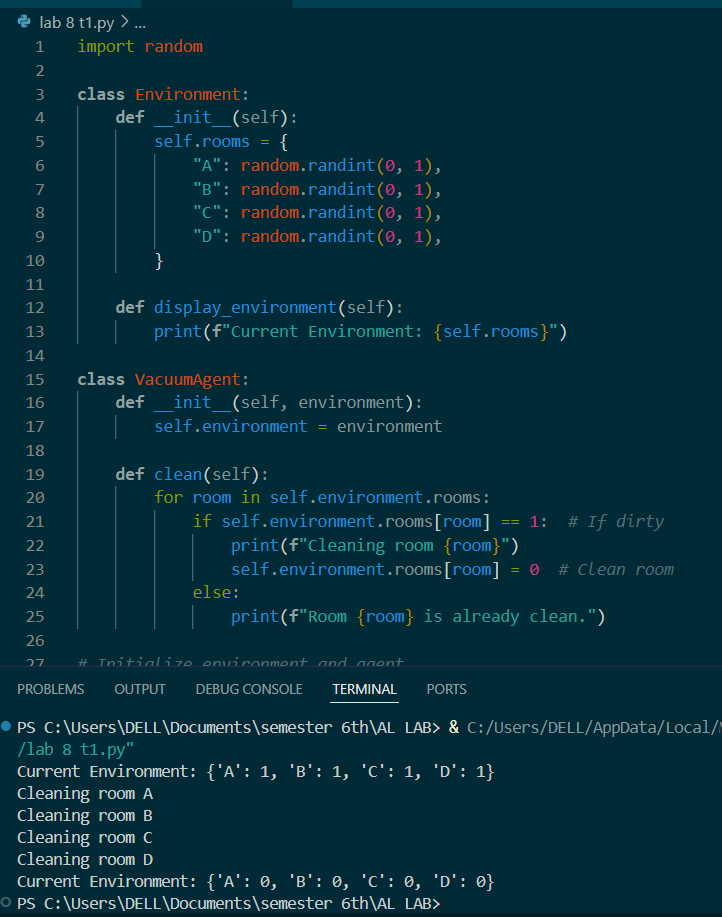 lab 8 t1.py > ...
1 import random
2
3 class Environment:
4     def __init__(self):
5         self.rooms = {
6             "A": random.randint(0, 1),
7             "B": random.randint(0, 1),
8             "C": random.randint(0, 1),
9             "D": random.randint(0, 1),
10         }
11
12     def display_environment(self):
13         print(f"Current Environment: {self.rooms}")
14
15 class VacuumAgent:
16     def __init__(self, environment):
17         self.environment = environment
18
19     def clean(self):
20         for room in self.environment.rooms:
21             if self.environment.rooms[room] == 1:  # If dirty
22                 print(f"Cleaning room {room}")
23                 self.environment.rooms[room] = 0  # Clean room
24             else:
25                 print(f"Room {room} is already clean.")
26
27 # Initialize environment and agent
PROBLEMS OUTPUT DEBUG CONSOLE TERMINAL PORTS
PS C:\Users\DELL\Documents\semester 6th\AL LAB> & C:/Users/DELL/AppData/Local/
/lab 8 t1.py"
Current Environment: {'A': 1, 'B': 1, 'C': 1, 'D': 1}
Cleaning room A
Cleaning room B
Cleaning room C
Cleaning room D
Current Environment: {'A': 0, 'B': 0, 'C': 0, 'D': 0}
PS C:\Users\DELL\Documents\semester 6th\AL LAB>